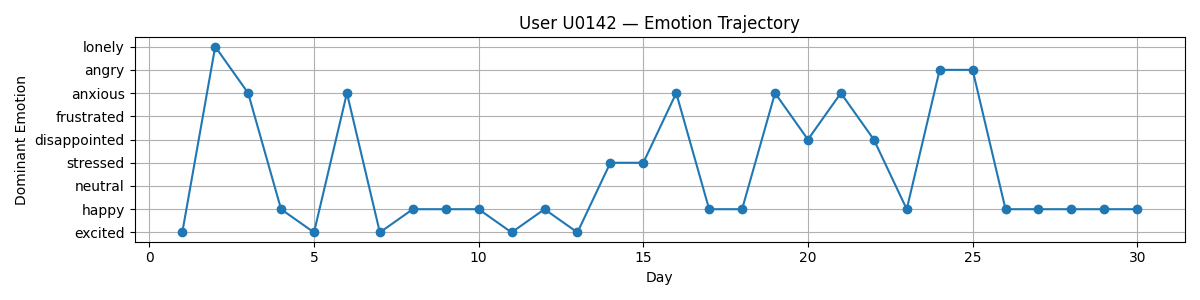 User U0142 — Emotion Trajectory
Dominant Emotion
lonely
angry
anxious
frustrated
disappointed
stressed
neutral
happy
excited
0 5 10 15 20 25 30
Day